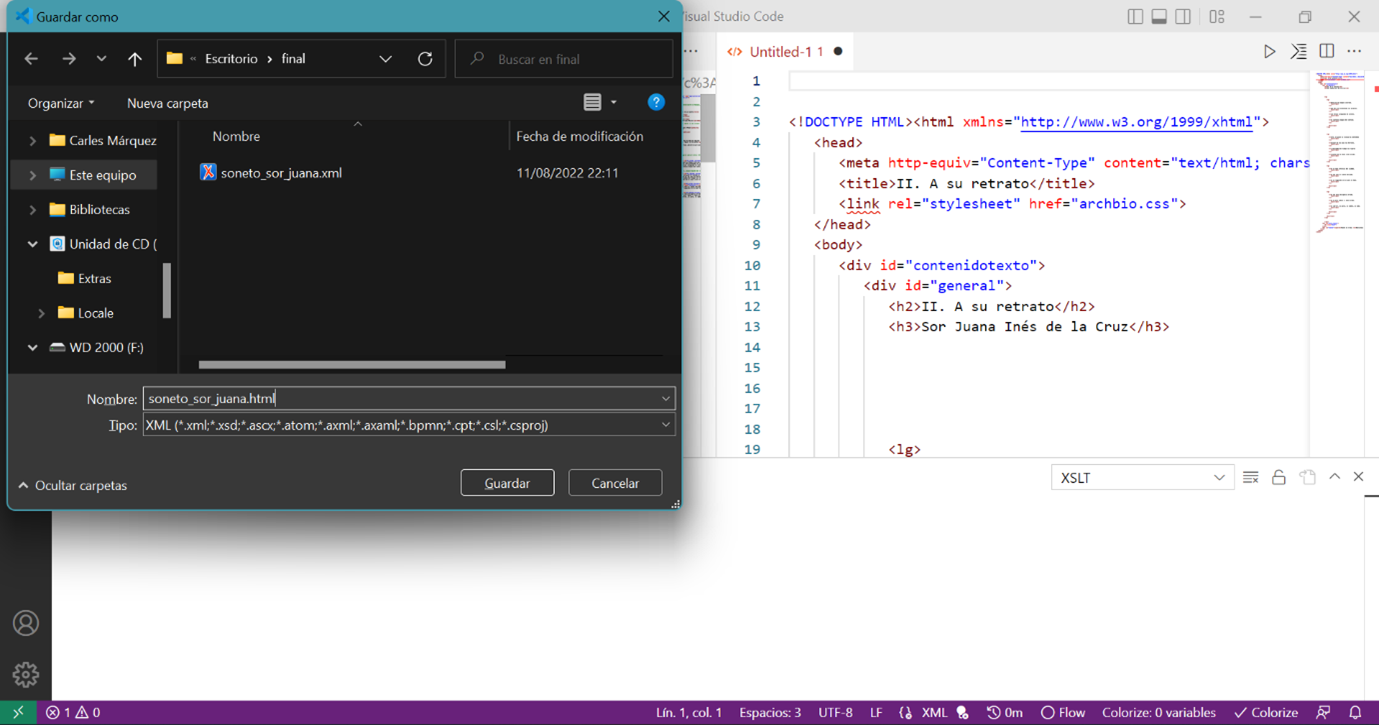 Guardar como
Visual Studio Code
« Escritorio > final
Buscar en final
Untitled-1 1
Organizar
Nueva carpeta
Nombre
Fecha de modificación
Carles Márquez
Este equipo
Bibliotecas
Unidad de CD (
Extras
Locale
WD 2000 (F:)
soneto_sor_juana.xml
11/08/2022 22:11
Nombre: soneto_sor_juana.html
Tipo: XML (*.xml;*.xsd;*.ascx;*.atom;*.axml;*.axaml;*.bpmn;*.cpt;*.csl;*.csproj)
Ocultar carpetas
Guardar
Cancelar
1
2
3 <!DOCTYPE HTML><html xmlns="http://www.w3.org/1999/xhtml">
4 <head>
5 <meta http-equiv="Content-Type" content="text/html; chars
6 <title>II. A su retrato</title>
7 <link rel="stylesheet" href="archbio.css">
8 </head>
9 <body>
10 <div id="contenidotexto">
11 <div id="general">
12 <h2>II. A su retrato</h2>
13 <h3>Sor Juana Inés de la Cruz</h3>
14
15
16
17
18
19 <lg>
XSLT
1 0
Lín. 1, col. 1 Espacios: 3 UTF-8 LF XML 0m Flow Colorize: 0 variables Colorize